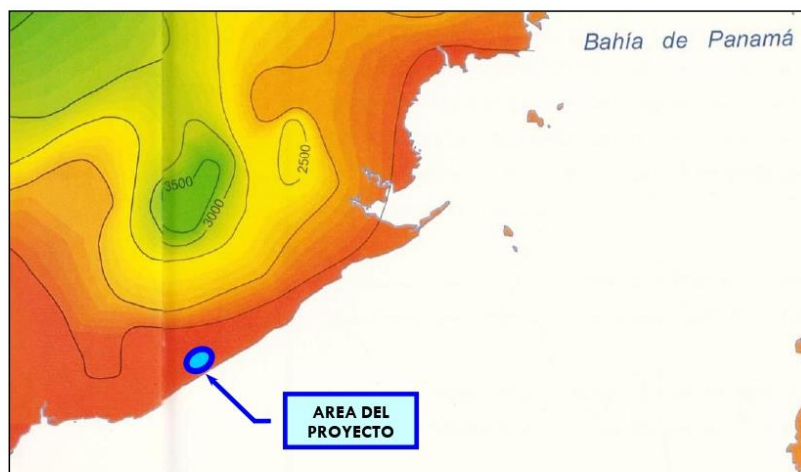 Bahía de Panamá
2500
3500
3000
AREA DEL
PROYECTO